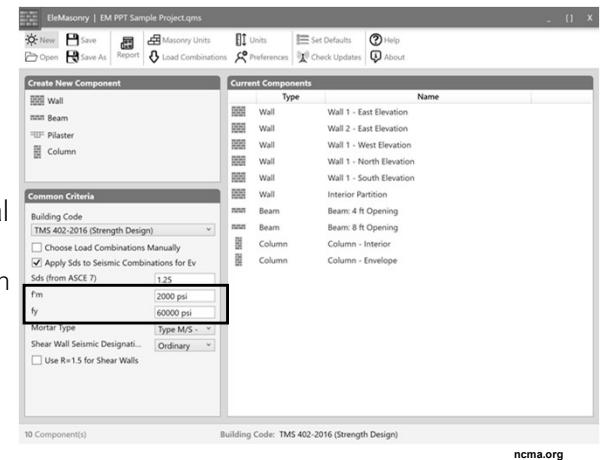 EleMasonry | EM PPT Sample Project.qms
_ [] X
New Save Report Masonry Units Units Set Defaults Help
Open Save As Load Combinations Preferences Check Updates About
Create New Component
Wall
Beam
Pilaster
Column
al
Common Criteria
Building Code
TMS 402-2016 (Strength Design)
Choose Load Combinations Manually
Apply Sds to Seismic Combinations for Ev
n
Sds (from ASCE 7) 1.25
f'm 2000 psi
fy 60000 psi
Mortar Type Type M/S -
Shear Wall Seismic Designati... Ordinary
Use R=1.5 for Shear Walls
Current Components
Type Name
Wall Wall 1 - East Elevation
Wall Wall 2 - East Elevation
Wall Wall 1 - West Elevation
Wall Wall 1 - North Elevation
Wall Wall 1 - South Elevation
Wall Interior Partition
Beam Beam: 4 ft Opening
Beam Beam: 8 ft Opening
Column Column - Interior
Column Column - Envelope
10 Component(s) Building Code: TMS 402-2016 (Strength Design)
ncma.org